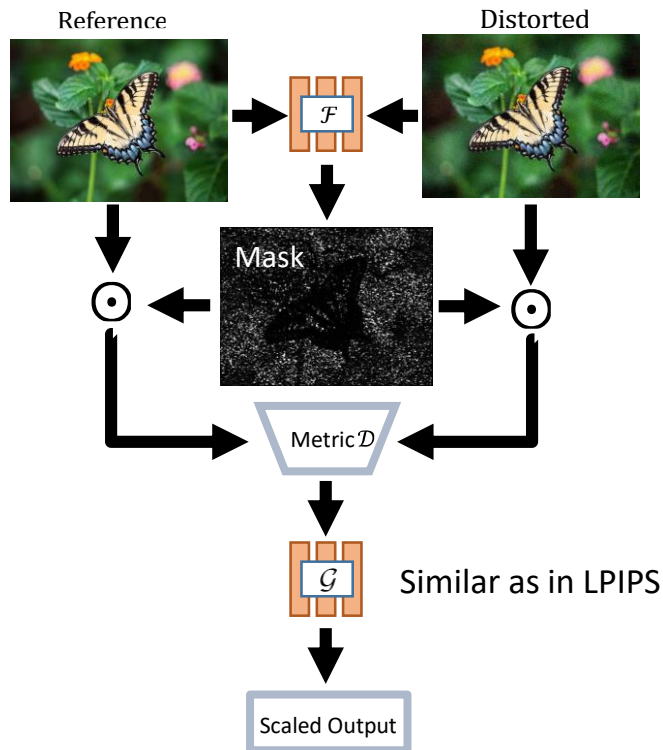 Reference
Distorted
ℱ
Mask
Metric 𝒟
𝒢
Similar as in LPIPS
Scaled Output